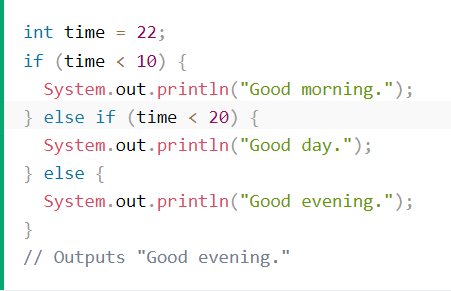 int time = 22;
if (time < 10) {
  System.out.println("Good morning.");
} else if (time < 20) {
  System.out.println("Good day.");
} else {
  System.out.println("Good evening.");
}
// Outputs "Good evening."